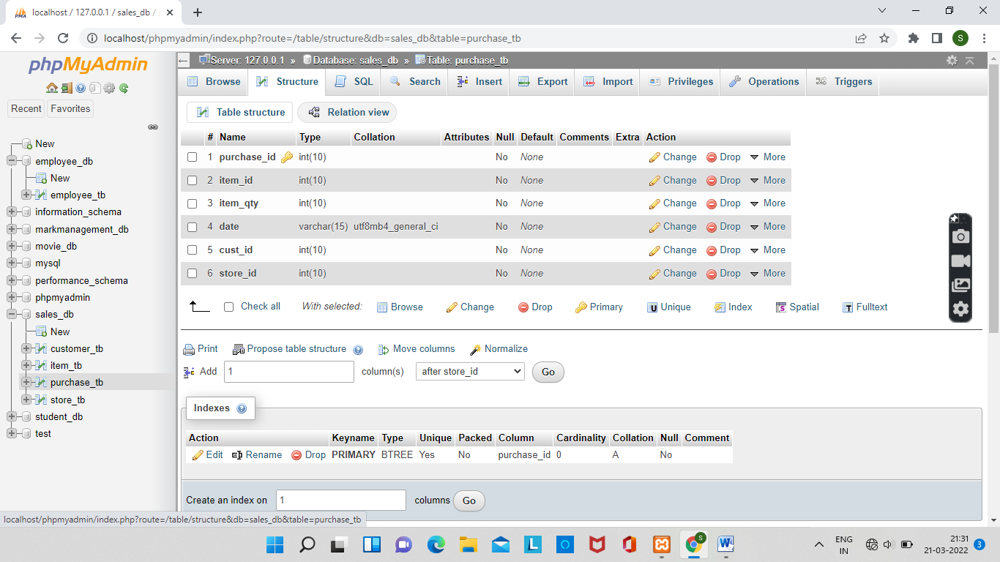 localhost / 127.0.0.1 / sales_db /
localhost/phpmyadmin/index.php?route=/table/structure&db=sales_db&table=purchase_tb
S
phpMyAdmin
Recent Favorites
New
employee_db
New
employee_tb
information_schema
markmanagement_db
movie_db
mysql
performance_schema
phpmyadmin
sales_db
New
customer_tb
item_tb
purchase_tb
store_tb
student_db
test
Server: 127.0.0.1 » Database: sales_db » Table: purchase_tb
Browse Structure SQL Search Insert Export Import Privileges Operations Triggers
Table structure Relation view
# Name Type Collation Attributes Null Default Comments Extra Action
1 purchase_id int(10) No None Change Drop More
2 item_id int(10) No None Change Drop More
3 item_qty int(10) No None Change Drop More
4 date varchar(15) utf8mb4_general_ci No None Change Drop More
5 cust_id int(10) No None Change Drop More
6 store_id int(10) No None Change Drop More
Check all With selected: Browse Change Drop Primary Unique Index Spatial Fulltext
Print Propose table structure Move columns Normalize
Add 1 column(s) after store_id Go
Indexes
Action Keyname Type Unique Packed Column Cardinality Collation Null Comment
Edit Rename Drop PRIMARY BTREE Yes No purchase_id 0 A No
Create an index on 1 columns Go
localhost/phpmyadmin/index.php?route=/table/structure&db=sales_db&table=purchase_tb
ENG
IN
21:31
21-03-2022
3